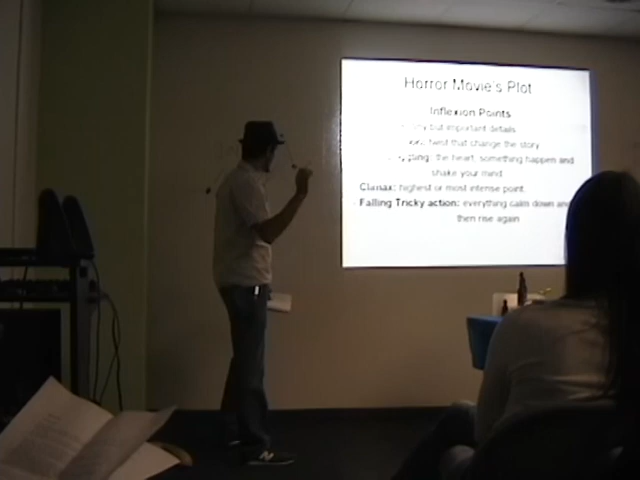 Horror Movie's Plot
Inflexion Points
but important details
that change the story
the heart, something happen and
shake your mind
Climax: highest or most intense point
Falling Tricky action: everything calm down and
then rise again